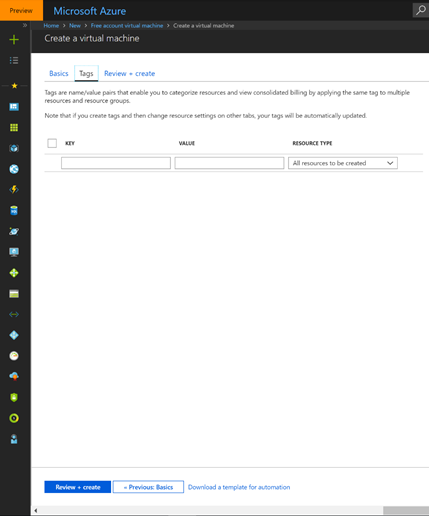 Preview
Microsoft Azure
Home > New > Free account virtual machine > Create a virtual machine
Create a virtual machine
Basics Tags Review + create
Tags are name/value pairs that enable you to categorize resources and view consolidated billing by applying the same tag to multiple
resources and resource groups.
Note that if you create tags and then change resource settings on other tabs, your tags will be automatically updated.
KEY VALUE RESOURCE TYPE
All resources to be created
Review + create « Previous: Basics Download a template for automation